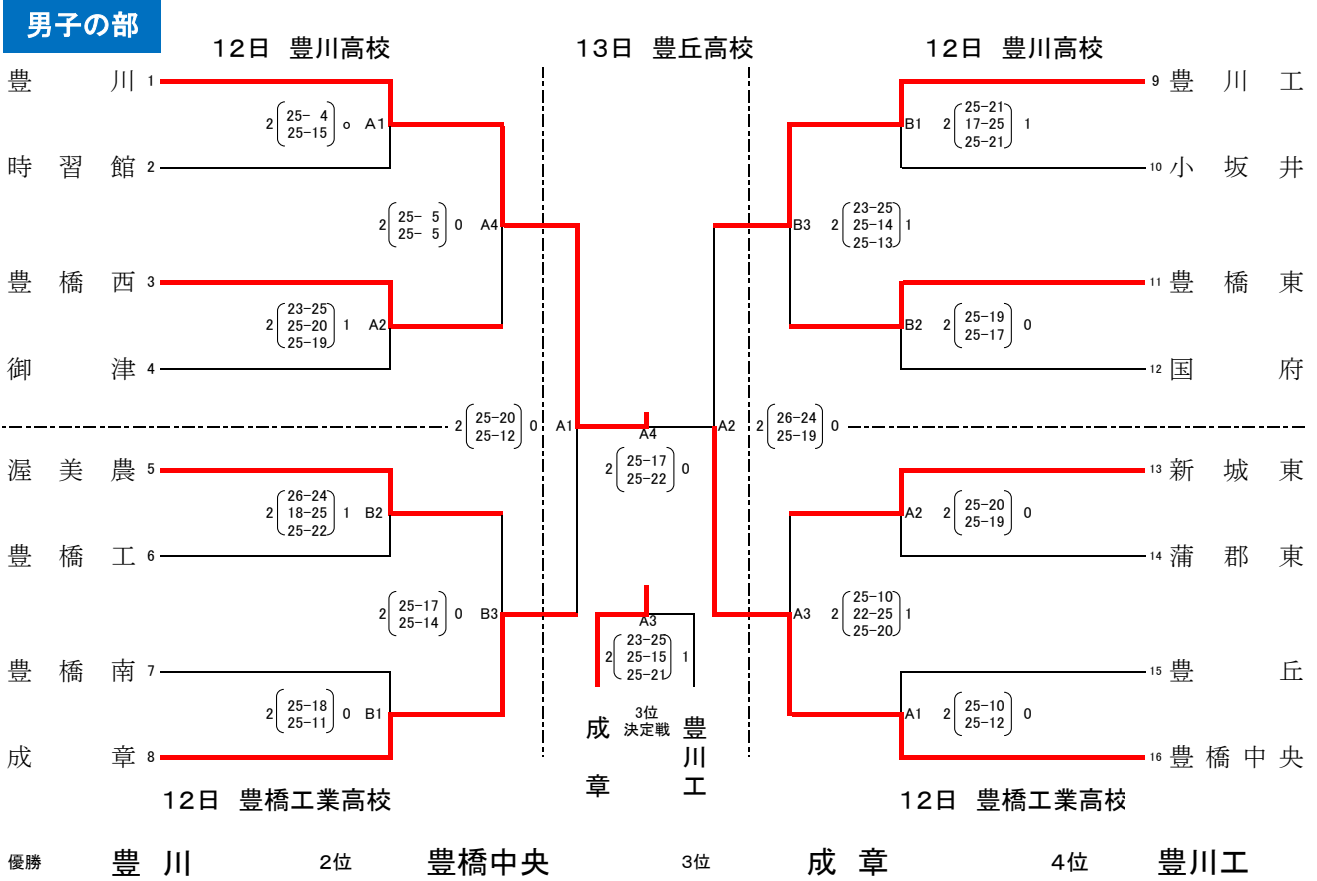 男子の部
12日 豊川高校
13日 豊丘高校
12日 豊川高校
豊川 1
2 25- 4 o A1
25-15
時習館 2
2 25- 5 0 A4
25- 5
豊橋西 3
2 23-25 1 A2
25-20
25-19
御津 4
2 25-20 0 A1
25-12
渥美農 5
2 26-24 1 B2
18-25
25-22
豊橋工 6
2 25-17 0 B3
25-14
豊橋南 7
2 25-18 0 B1
25-11
成章 8
12日 豊橋工業高校
A4
2 25-17 0
25-22
A3
2 23-25 1
25-15
25-21
3位
決定戦
成章
豊川工
9 豊川工
B1 2 25-21 1
17-25
25-21
10 小坂井
B3 2 23-25 1
25-14
25-13
11 豊橋東
B2 2 25-19 0
25-17
12 国府
A2 2 26-24 0
25-19
13 新城東
A2 2 25-20 0
25-19
14 蒲郡東
A3 2 25-10 1
22-25
25-20
15 豊丘
A1 2 25-10 0
25-12
16 豊橋中央
12日 豊橋工業高校
優勝 豊川 2位 豊橋中央 3位 成章 4位 豊川工